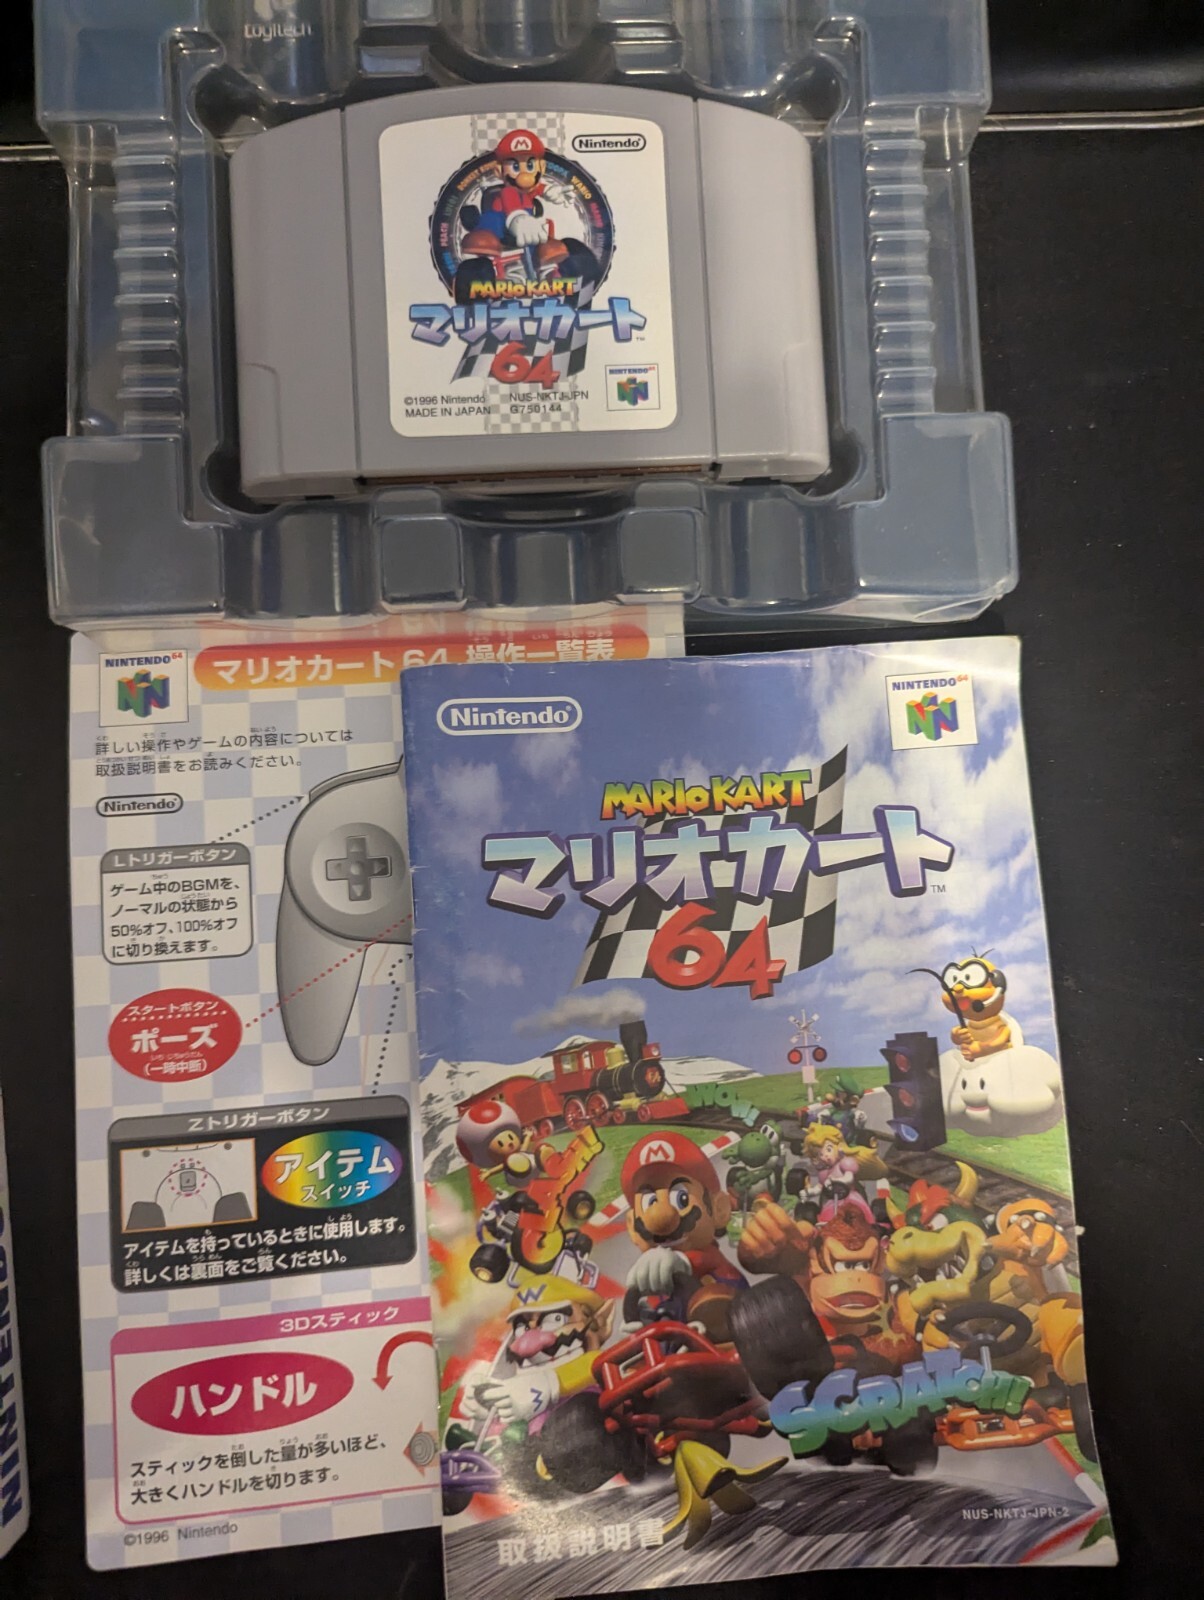 Logitech
Nintendo
WARIO
MARIO KART
マリオカート
TM
64
NINTENDO64
©1996 Nintendo
MADE IN JAPAN
NUS-NKTJ-JPN
G750144
NINTENDO64
マリオカート64 操作一覧表
詳しい操作やゲームの内容については
取扱説明書をお読みください。
Nintendo
Lトリガーボタン
ゲーム中のBGMを、
ノーマルの状態から
50%オフ、100%オフ
に切り換えます。
スタートボタン
ポーズ
(一時中断)
Zトリガーボタン
アイテム
スイッチ
アイテムを持っているときに使用します。
詳しくは裏面をご覧ください。
3Dスティック
ハンドル
スティックを倒した量が多いほど、
大きくハンドルを切ります。
©1996 Nintendo
Nintendo
NINTENDO64
MARIO KART
マリオカート
TM
64
WOW!!
SCRATCH!!
NUS-NKTJ-JPN-2
取扱説明書